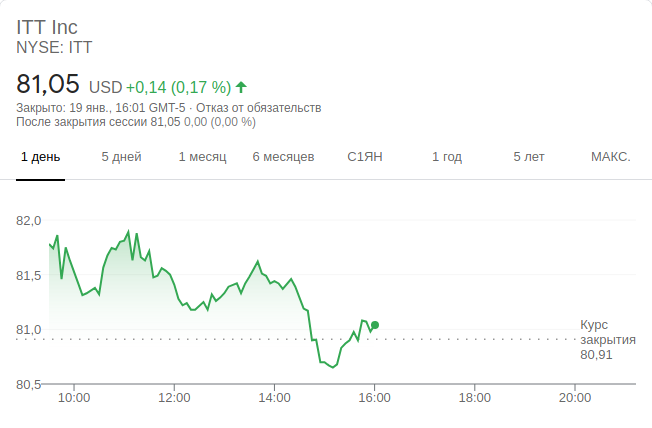 ITT Inc
NYSE: ITT
81,05 USD +0,14 (0,17 %)
Закрыто: 19 янв., 16:01 GMT-5 · Отказ от обязательств
После закрытия сессии 81,05 0,00 (0,00 %)
1 день 5 дней 1 месяц 6 месяцев С1ЯН 1 год 5 лет МАКС.
82,0
81,5
81,0
80,5
Курс
закрытия
80,91
10:00 12:00 14:00 16:00 18:00 20:00